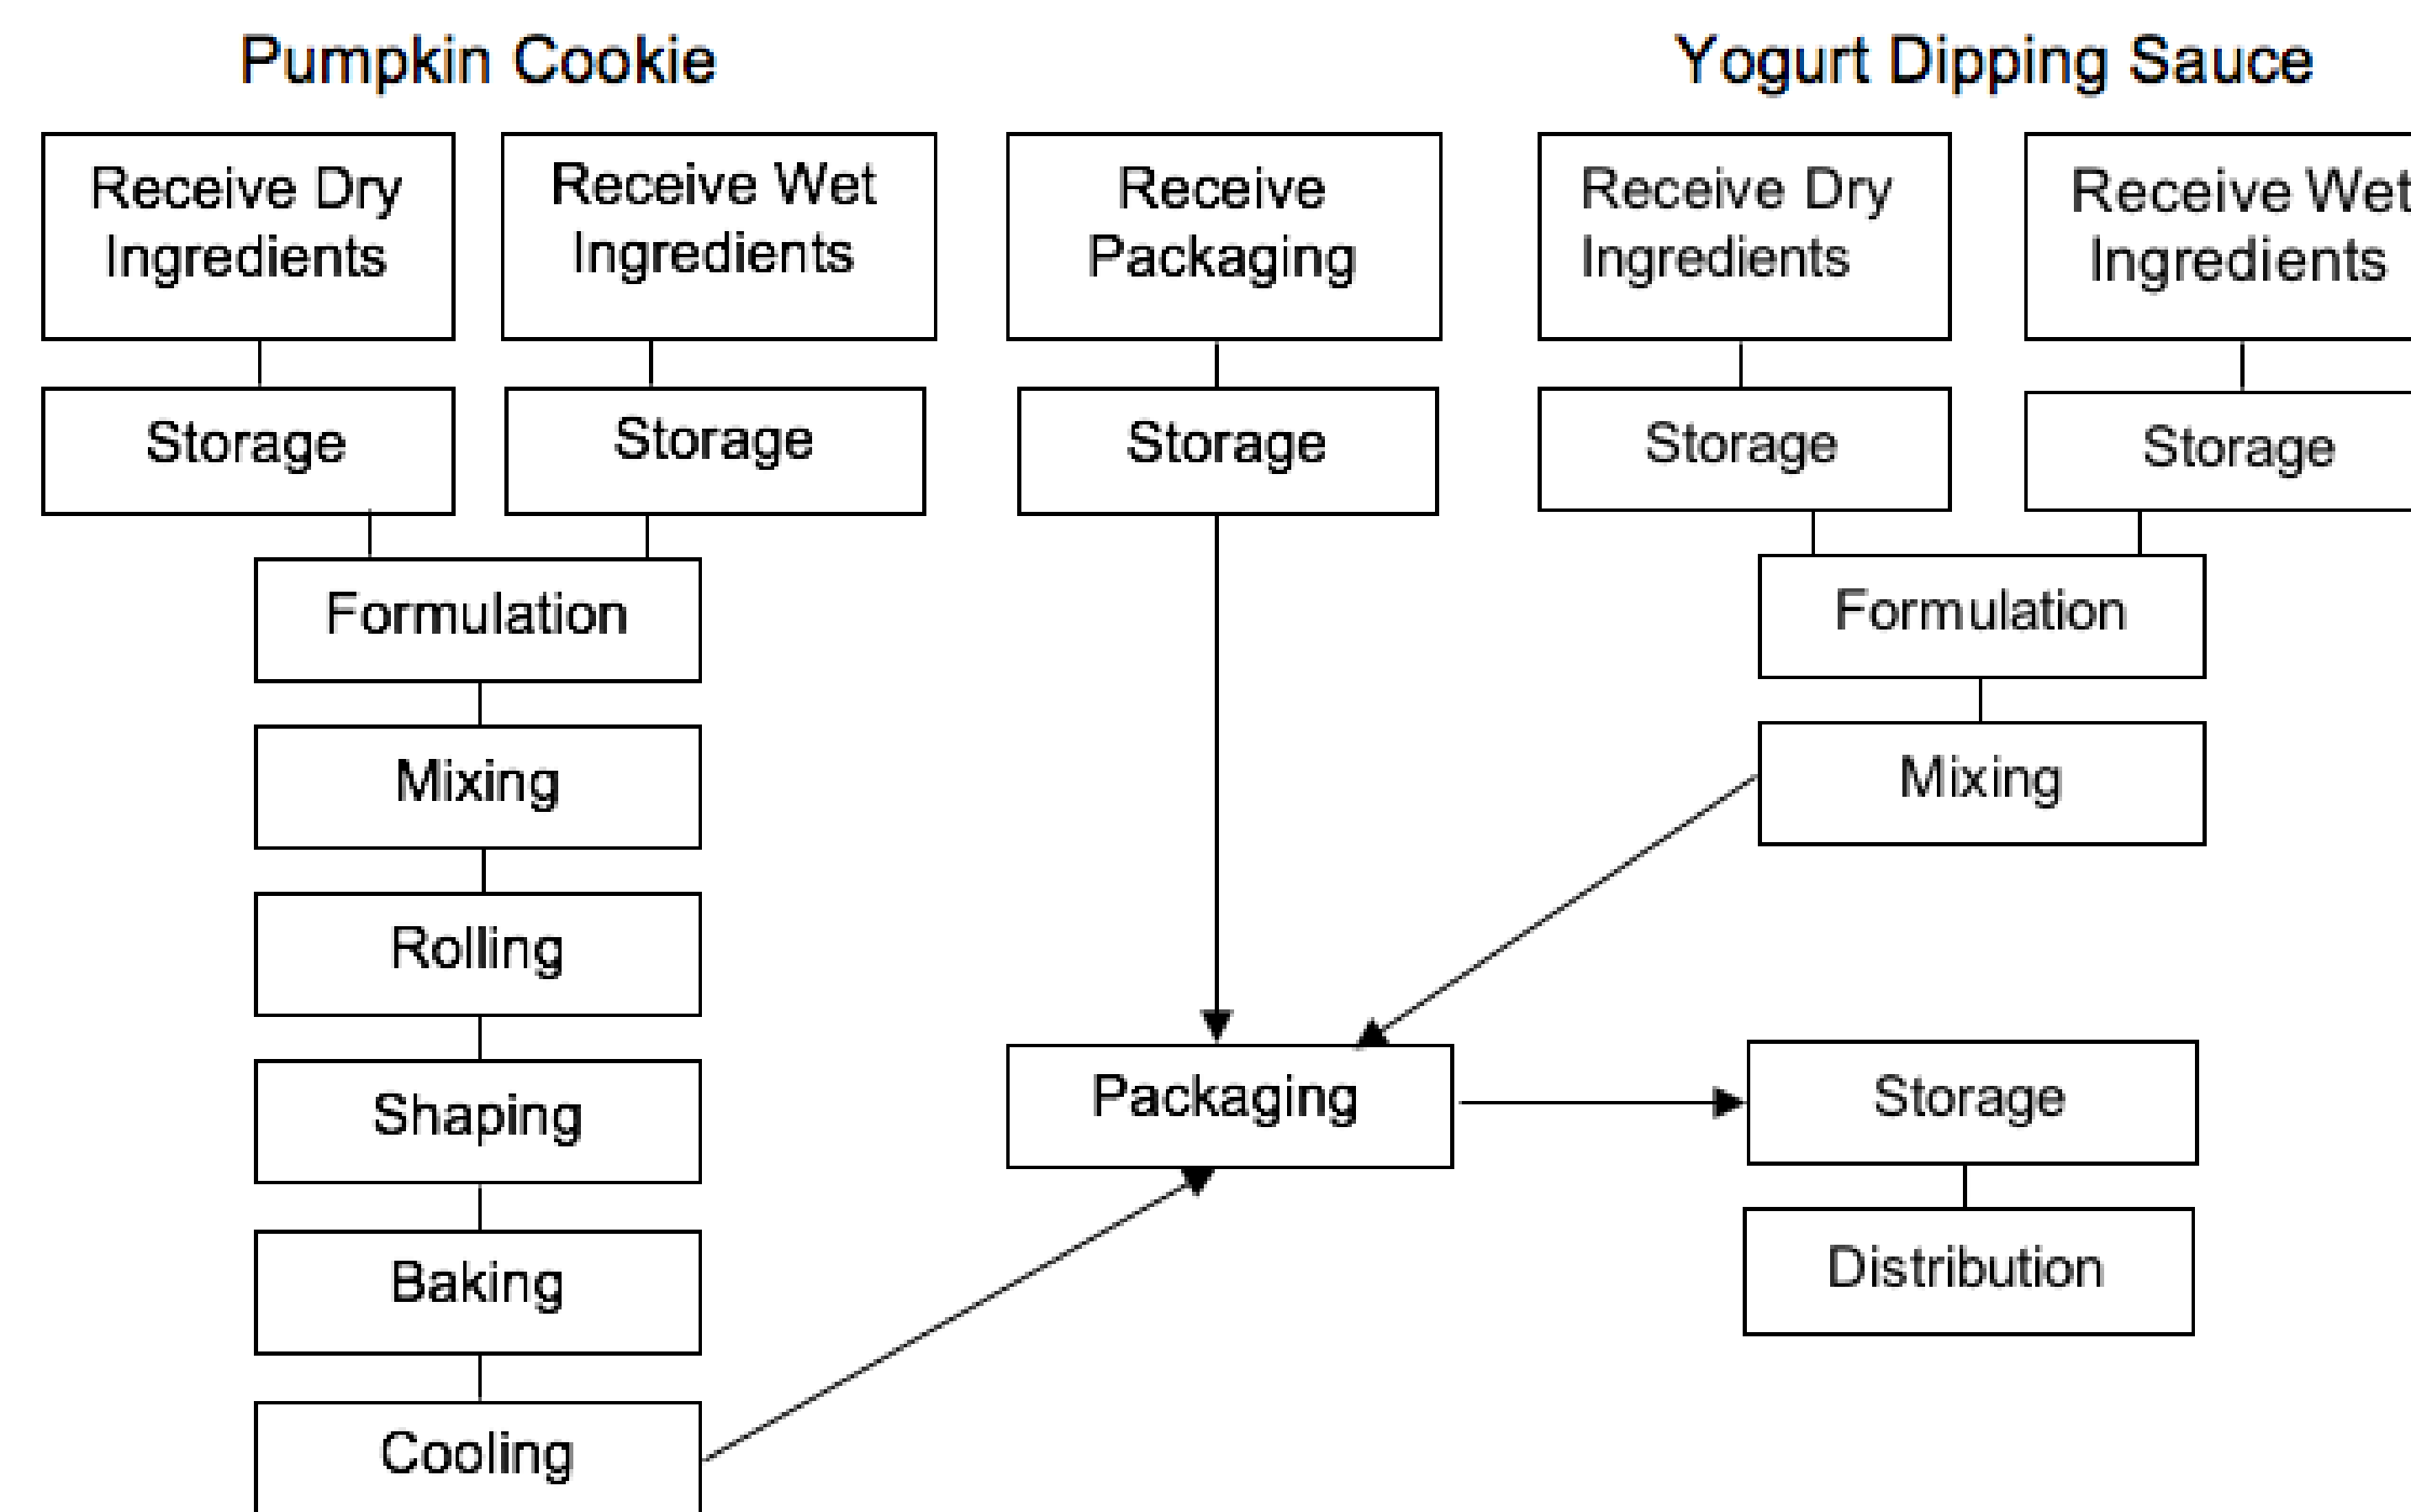 Pumpkin Cookie
Yogurt Dipping Sauce
Receive Dry
Ingredients
Receive Wet
Ingredients
Receive
Packaging
Receive Dry
Ingredients
Receive Wet
Ingredients
Storage
Storage
Storage
Storage
Storage
Formulation
Formulation
Mixing
Mixing
Rolling
Shaping
Packaging
Storage
Baking
Distribution
Cooling